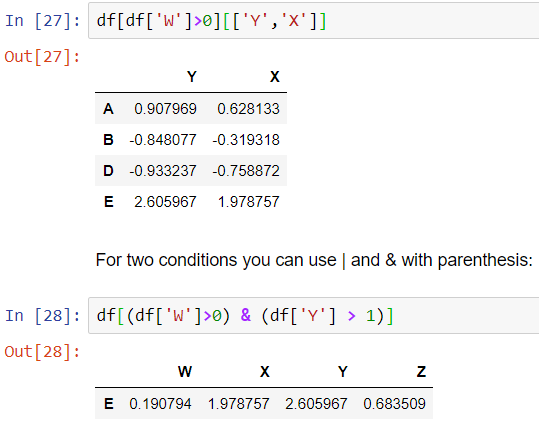 In [27]: df[df['W']>0][['Y','X']]
Out[27]:
Y X
A 0.907969 0.628133
B -0.848077 -0.319318
D -0.933237 -0.758872
E 2.605967 1.978757
For two conditions you can use | and & with parenthesis:
In [28]: df[(df['W']>0) & (df['Y'] > 1)]
Out[28]:
W X Y Z
E 0.190794 1.978757 2.605967 0.683509